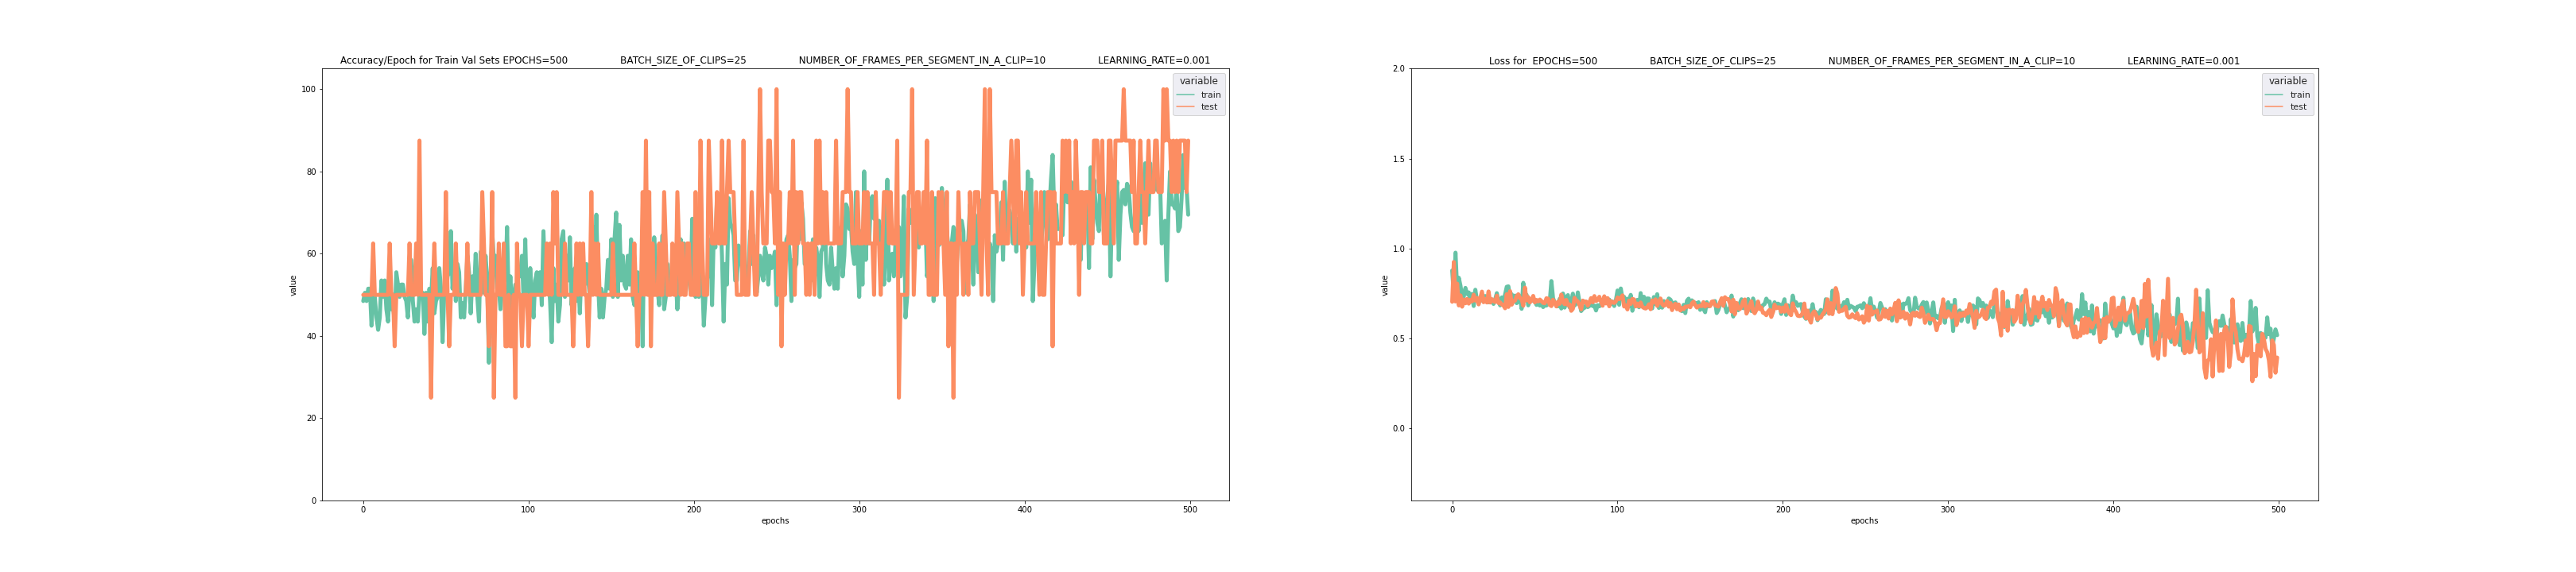 Accuracy/Epoch for Train Val Sets EPOCHS=500 BATCH_SIZE_OF_CLIPS=25 NUMBER_OF_FRAMES_PER_SEGMENT_IN_A_CLIP=10 LEARNING_RATE=0.001
variable
train
test
100
80
60
40
20
0
value
0 100 200 300 400 500
epochs
Loss for EPOCHS=500 BATCH_SIZE_OF_CLIPS=25 NUMBER_OF_FRAMES_PER_SEGMENT_IN_A_CLIP=10 LEARNING_RATE=0.001
variable
train
test
2.0
1.5
1.0
0.5
0.0
value
0 100 200 300 400 500
epochs